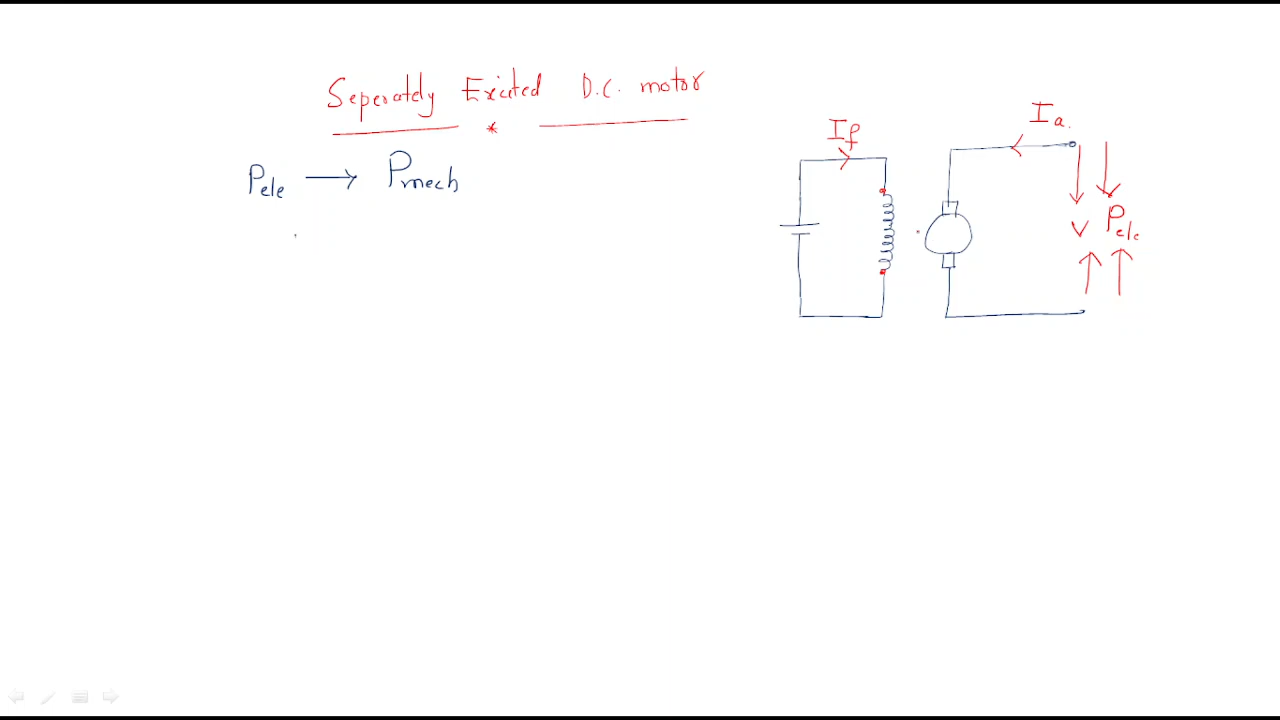 Seperately Excited D.C. motor
*
Pele → Pmech
If
Ia.
V Pele